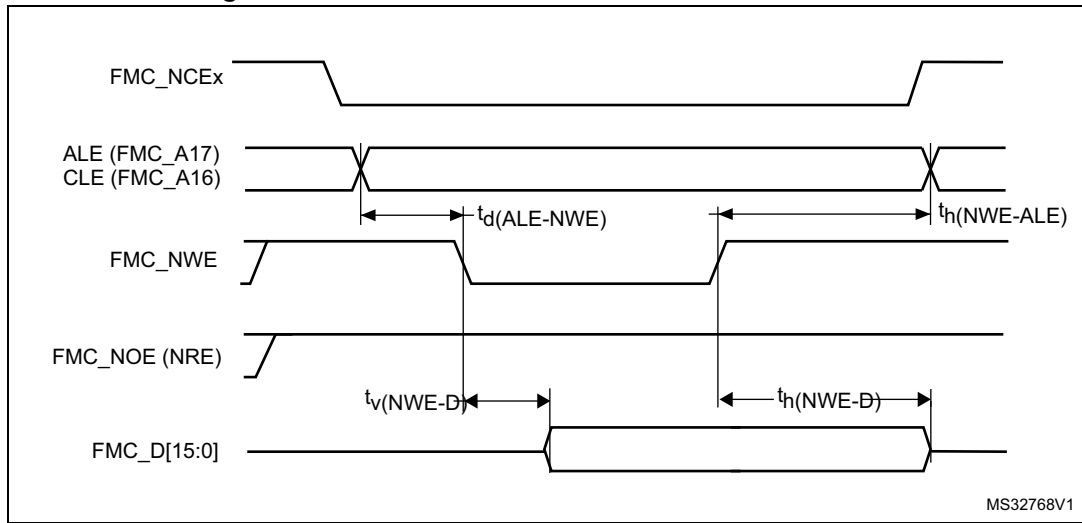 FMC_NCEx
ALE (FMC_A17)
CLE (FMC_A16)
td(ALE-NWE)
th(NWE-ALE)
FMC_NWE
FMC_NOE (NRE)
tv(NWE-D)
th(NWE-D)
FMC_D[15:0]
MS32768V1